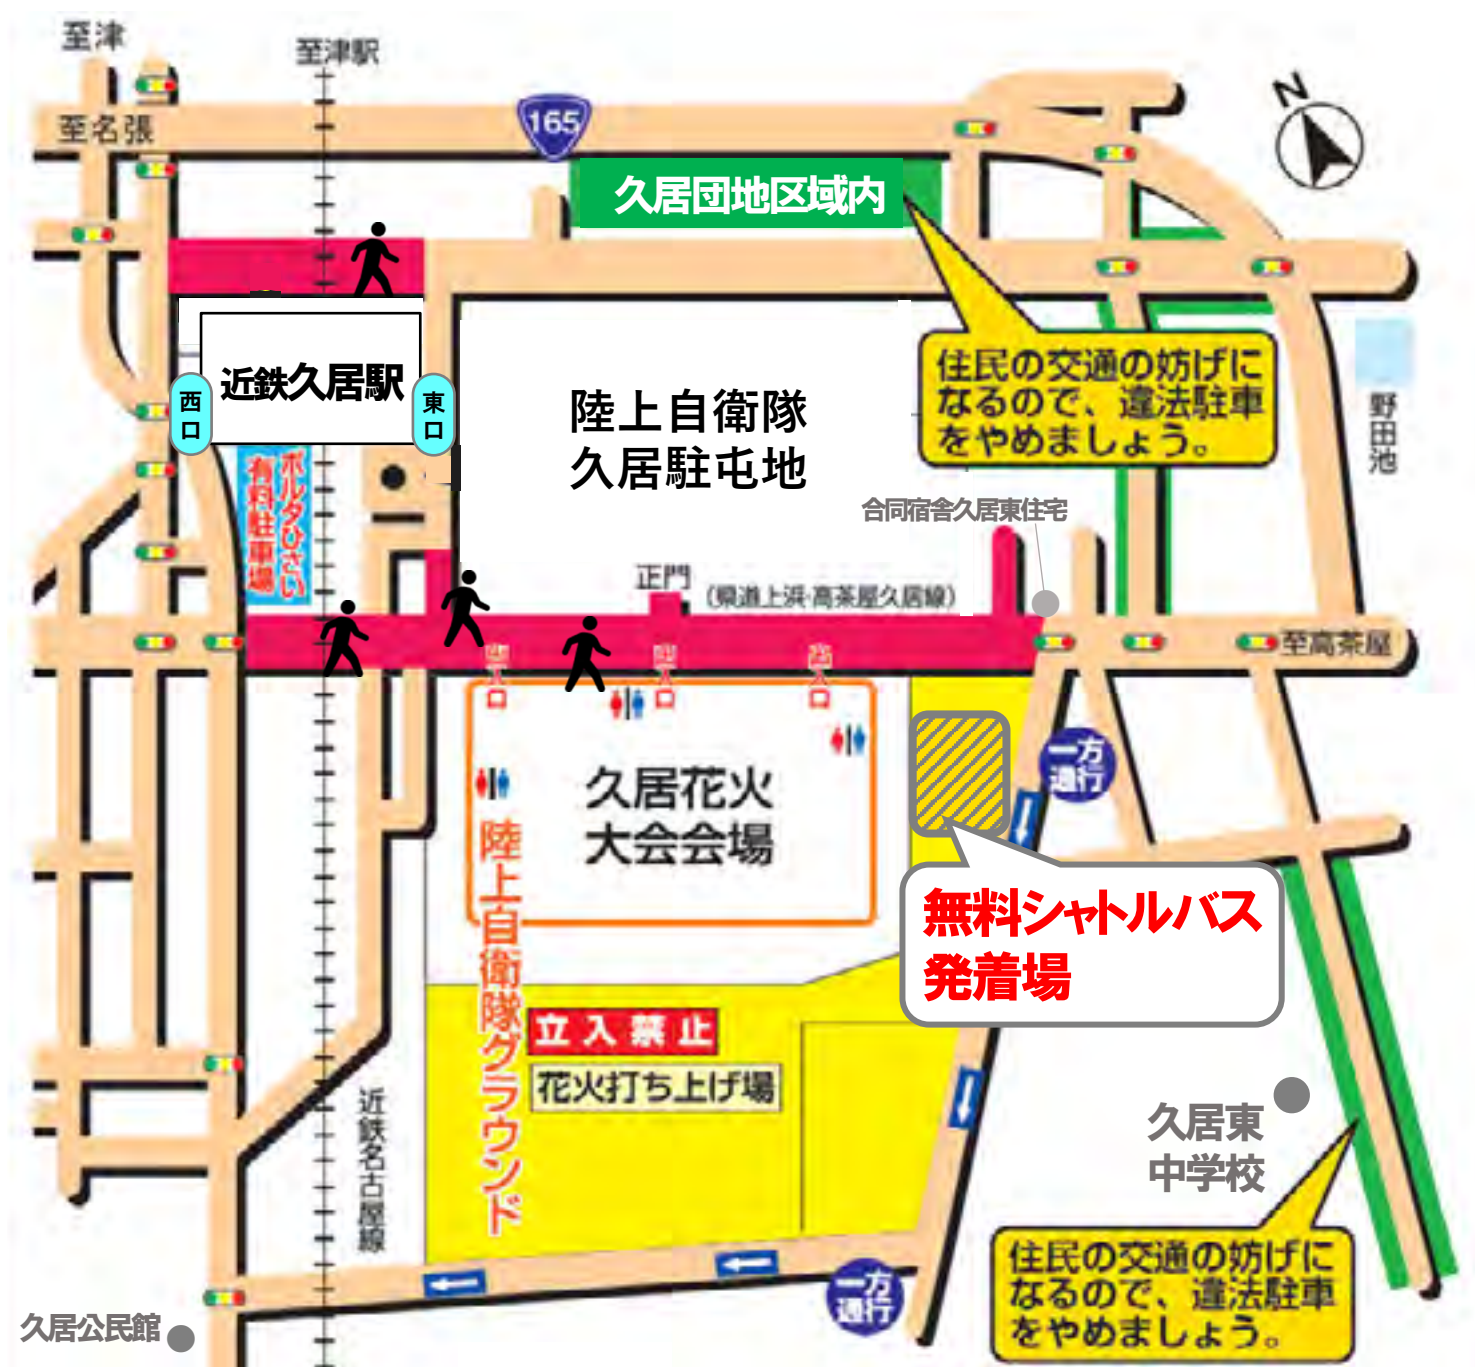 至津
至津駅
N
至名張
165
久居団地区域内
近鉄久居駅
西口
東口
陸上自衛隊
久居駐屯地
住民の交通の妨げに
なるので、違法駐車
をやめましょう。
野田池
ポルタひさい
有料駐車場
合同宿舎久居東住宅
正門
(県道上浜・高茶屋久居線)
至高茶屋
出入口
出入口
出入口
一方
通行
久居花火
大会会場
陸上自衛隊グラウンド
無料シャトルバス
発着場
立入禁止
花火打ち上げ場
近鉄名古屋線
久居東
中学校
住民の交通の妨げに
なるので、違法駐車
をやめましょう。
一方
通行
久居公民館